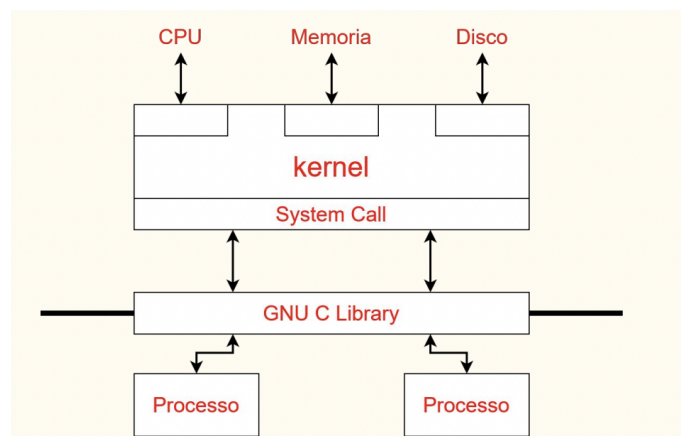 CPU
Memoria
Disco
kernel
System Call
GNU C Library
Processo
Processo